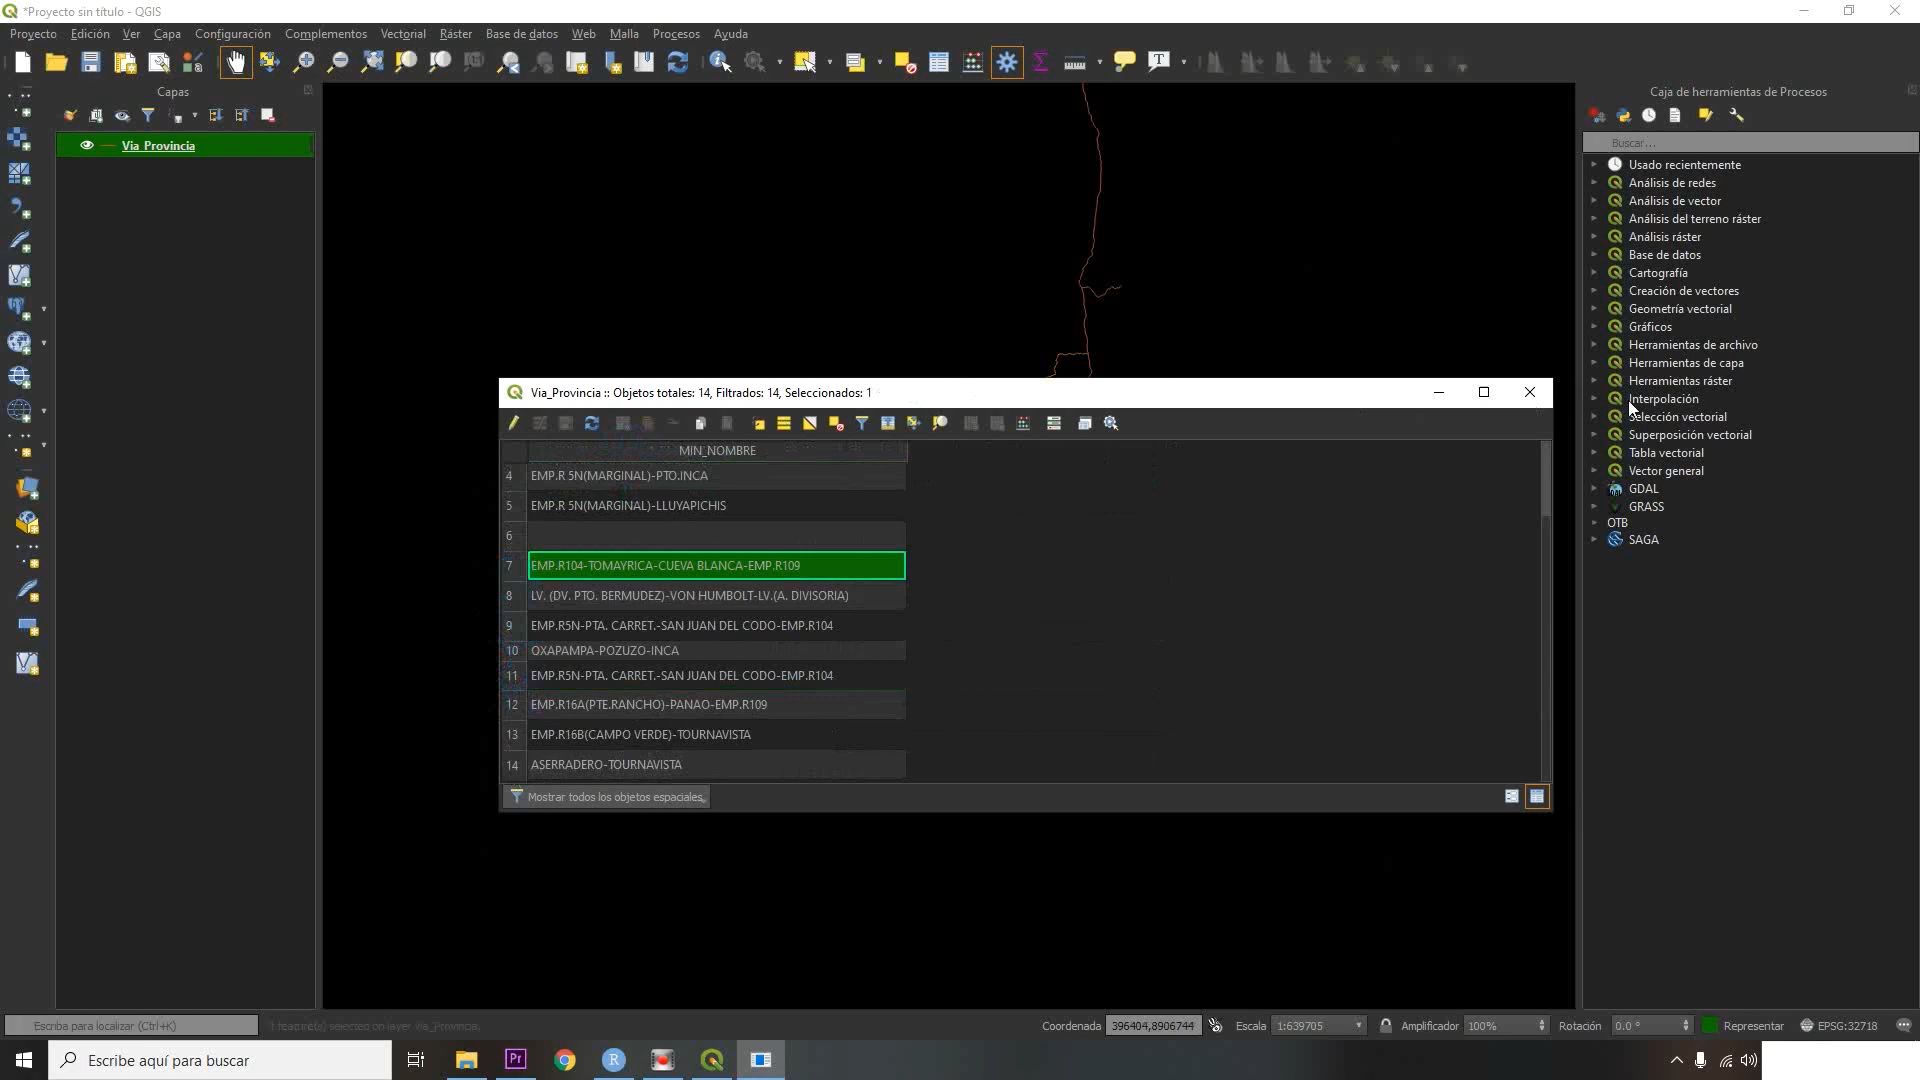 *Proyecto sin título - QGIS
Proyecto Edición Ver Capa Configuración Complementos Vectorial Ráster Base de datos Web Malla Procesos Ayuda
Capas
Via_Provincia
Caja de herramientas de Procesos
Buscar...
Usado recientemente
Análisis de redes
Análisis de vector
Análisis del terreno ráster
Análisis ráster
Base de datos
Cartografía
Creación de vectores
Geometría vectorial
Gráficos
Herramientas de archivo
Herramientas de capa
Herramientas ráster
Interpolación
Selección vectorial
Superposición vectorial
Tabla vectorial
Vector general
GDAL
GRASS
OTB
SAGA
Via_Provincia :: Objetos totales: 14, Filtrados: 14, Seleccionados: 1
MIN_NOMBRE
4 EMP.R 5N(MARGINAL)-PTO.INCA
5 EMP.R 5N(MARGINAL)-LLUYAPICHIS
6
7 EMP.R104-TOMAYRICA-CUEVA BLANCA-EMP.R109
8 LV. (DV. PTO. BERMUDEZ)-VON HUMBOLT-LV.(A. DIVISORIA)
9 EMP.R5N-PTA. CARRET.-SAN JUAN DEL CODO-EMP.R104
10 OXAPAMPA-POZUZO-INCA
11 EMP.R5N-PTA. CARRET.-SAN JUAN DEL CODO-EMP.R104
12 EMP.R16A(PTE.RANCHO)-PANAO-EMP.R109
13 EMP.R16B(CAMPO VERDE)-TOURNAVISTA
14 ASERRADERO-TOURNAVISTA
Mostrar todos los objetos espaciales
Escriba para localizar (Ctrl+K) 1 feature(s) selected on layer Via_Provincia. Coordenada 396404,8906744 Escala 1:639705 Amplificador 100% Rotación 0.0 ° Representar EPSG:32718
Escribe aquí para buscar Pr R